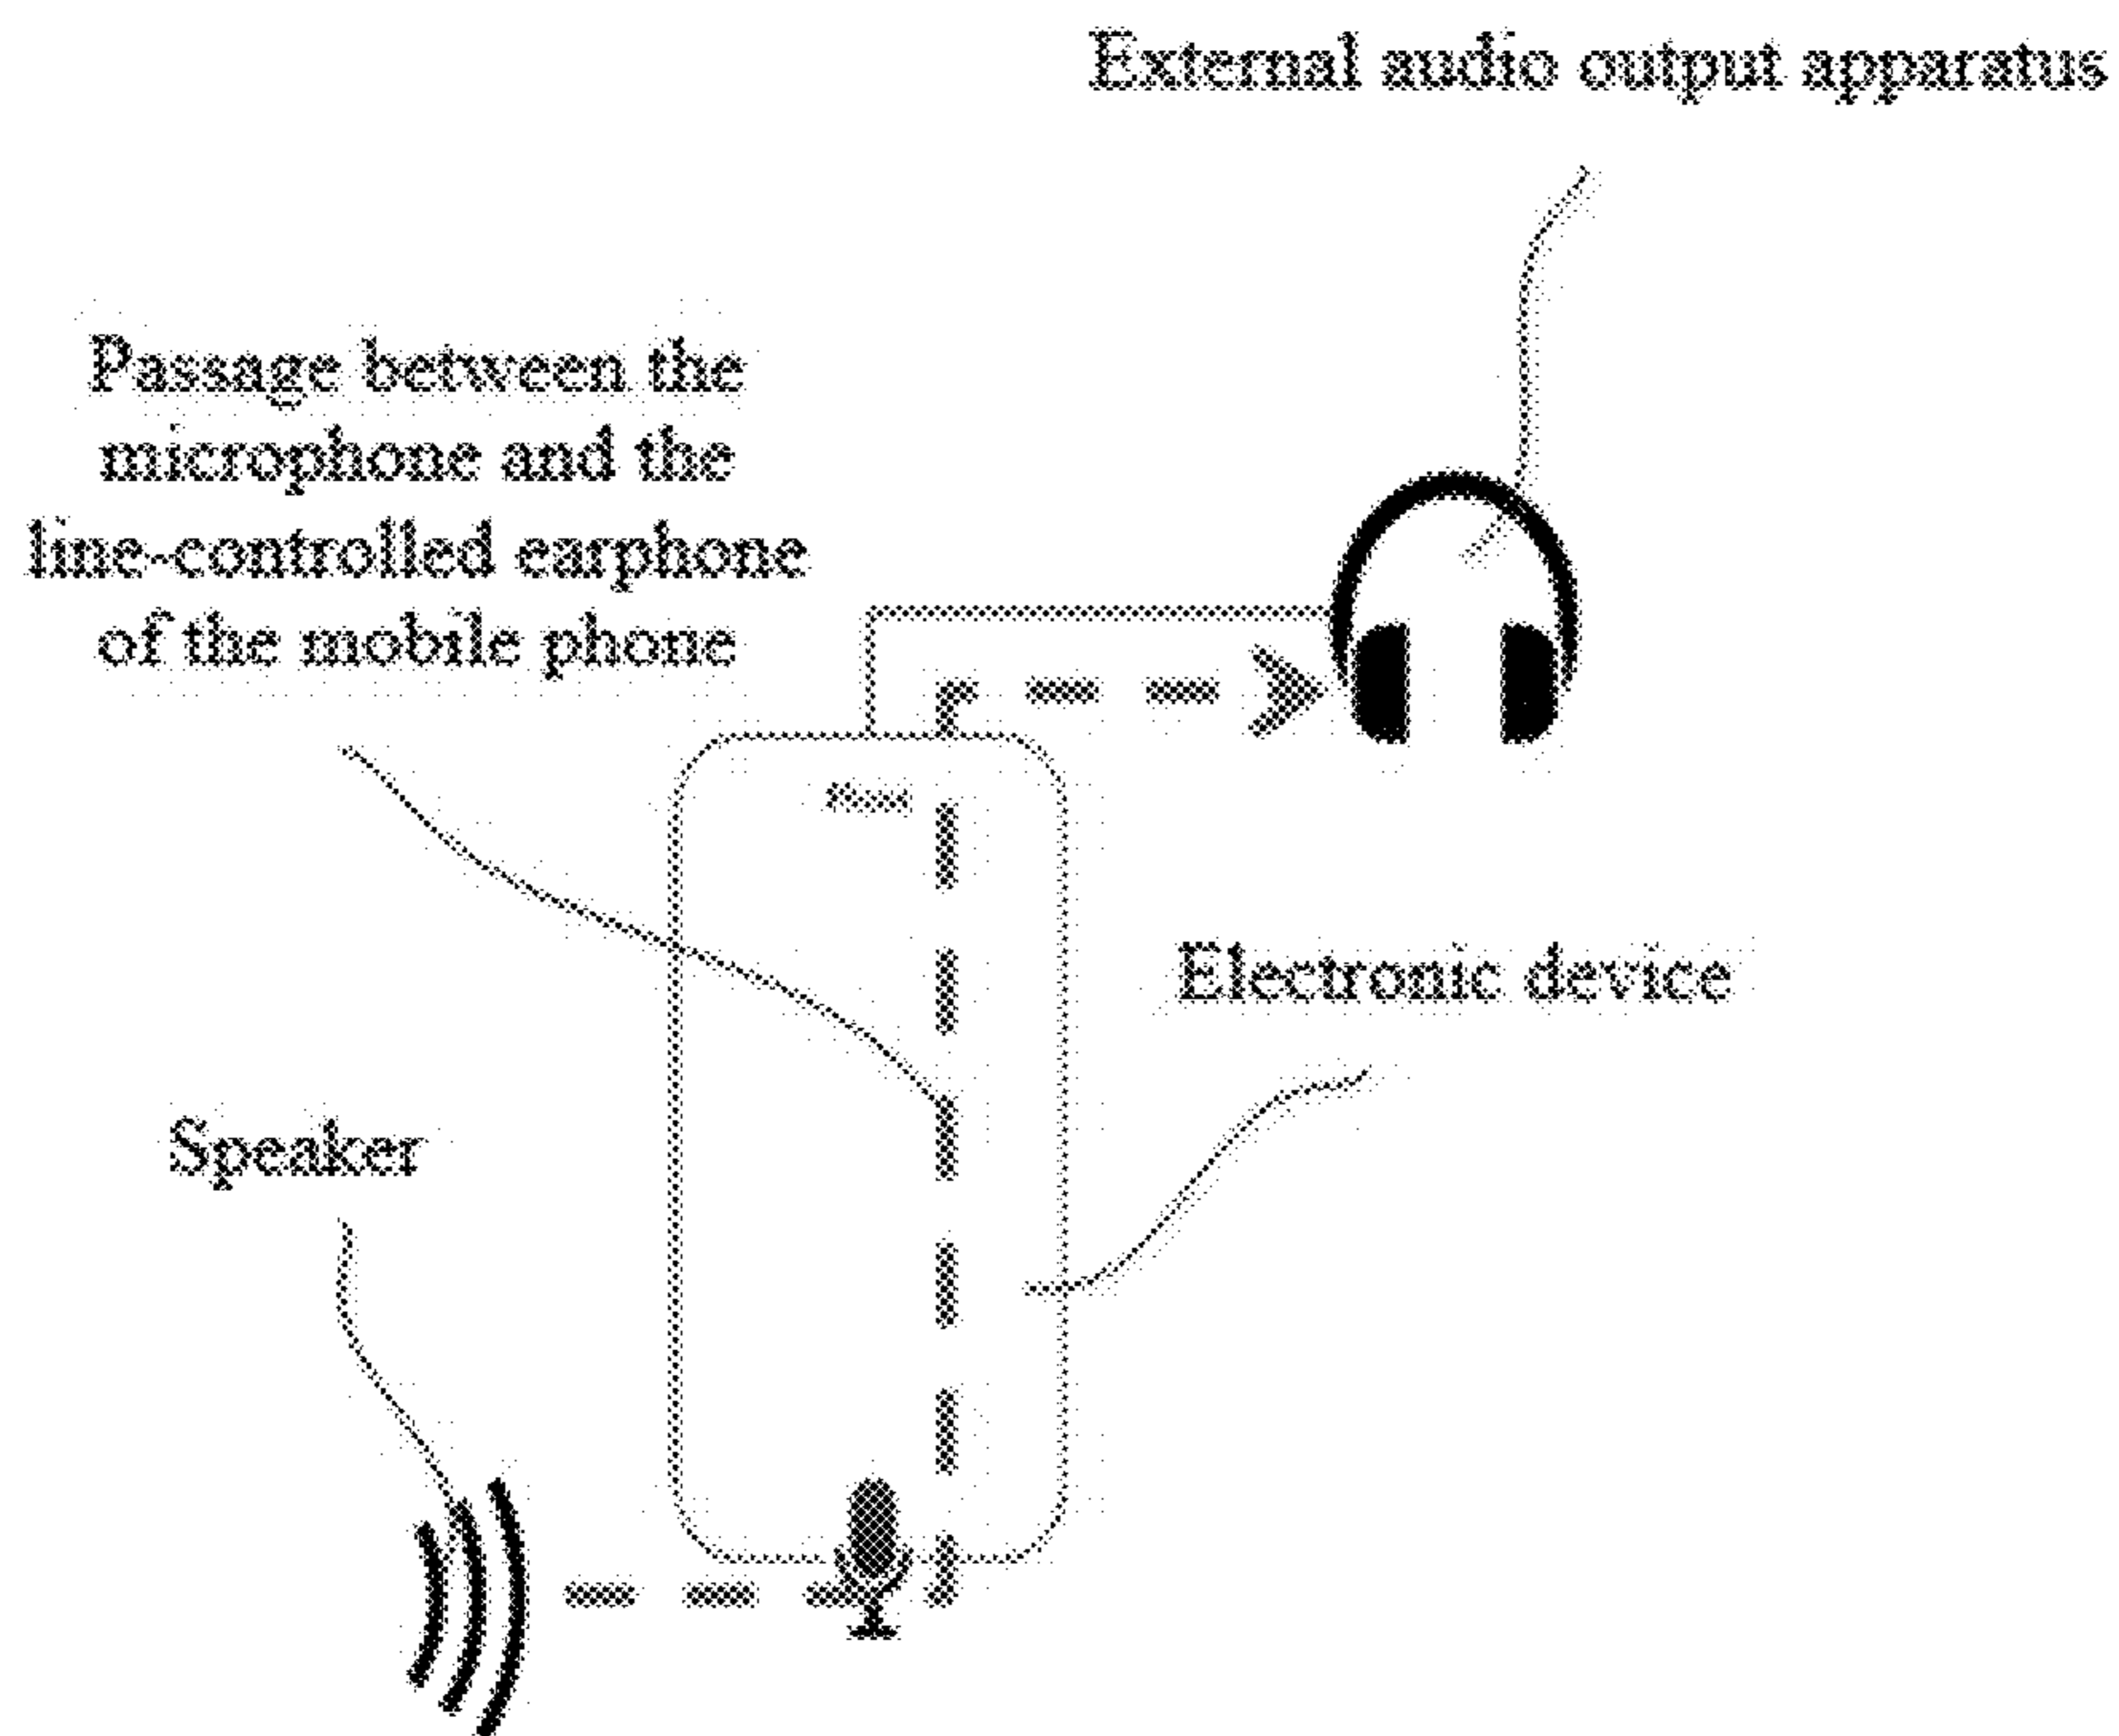 External audio output apparatus
Passage between the
microphone and the
line-controlled earphone
of the mobile phone
Electronic device
Speaker